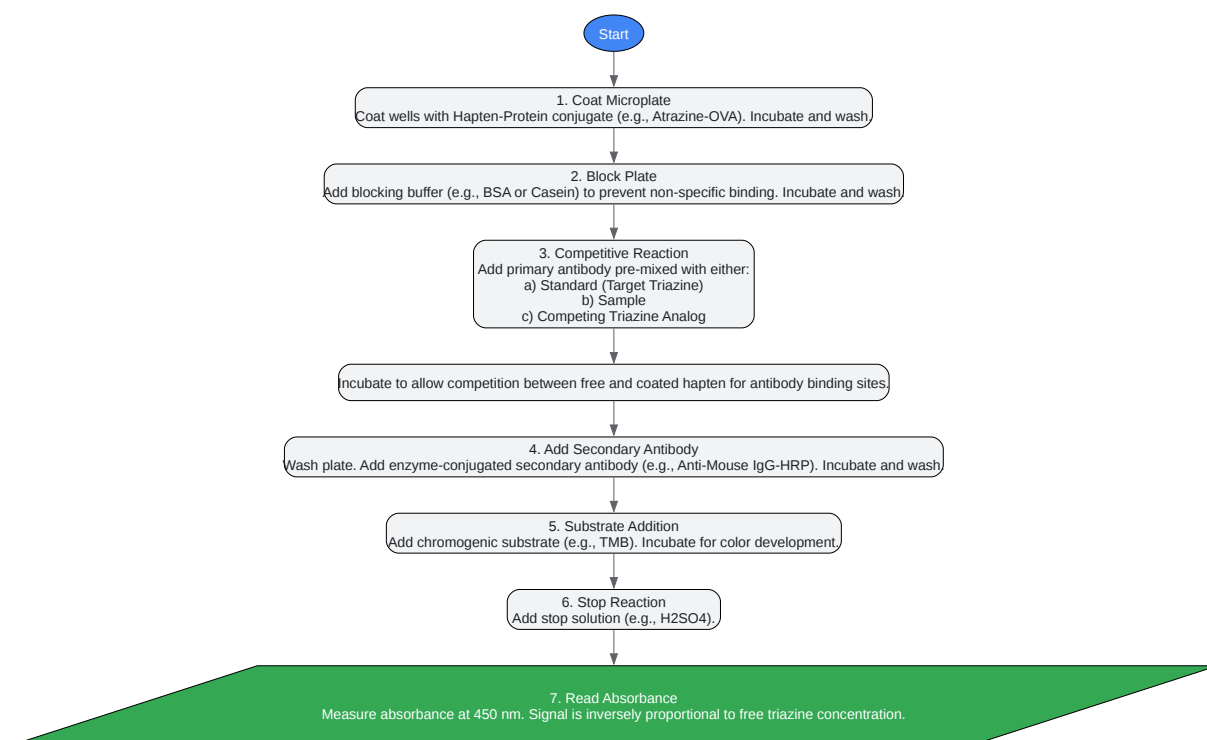 Start
1. Coat Microplate
Coat wells with Hapten-Protein conjugate (e.g., Atrazine-OVA). Incubate and wash.
2. Block Plate
Add blocking buffer (e.g., BSA or Casein) to prevent non-specific binding. Incubate and wash.
3. Competitive Reaction
Add primary antibody pre-mixed with either:
a) Standard (Target Triazine)
b) Sample
c) Competing Triazine Analog
Incubate to allow competition between free and coated hapten for antibody binding sites.
4. Add Secondary Antibody
Wash plate. Add enzyme-conjugated secondary antibody (e.g., Anti-Mouse IgG-HRP). Incubate and wash.
5. Substrate Addition
Add chromogenic substrate (e.g., TMB). Incubate for color development.
6. Stop Reaction
Add stop solution (e.g., H2SO4).
7. Read Absorbance
Measure absorbance at 450 nm. Signal is inversely proportional to free triazine concentration.